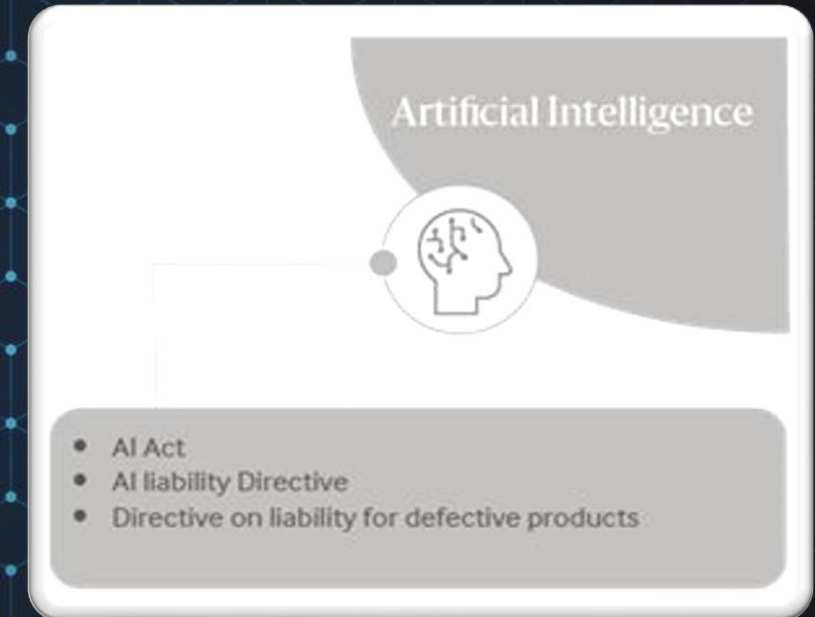 Artificial Intelligence
• AI Act
• AI liability Directive
• Directive on liability for defective products